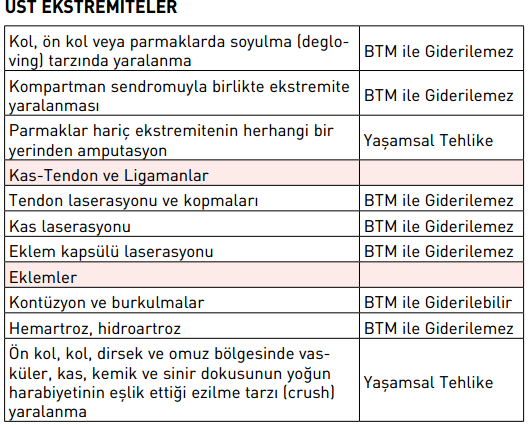 ÜST EKSTREMİTELER
Kol, ön kol veya parmaklarda soyulma (deglo-
ving) tarzında yaralanma
BTM ile Giderilemez
Kompartman sendromuyla birlikte ekstremite
yaralanması
BTM ile Giderilemez
Parmaklar hariç ekstremitenin herhangi bir
yerinden amputasyon
Yaşamsal Tehlike
Kas-Tendon ve Ligamanlar
Tendon laserasyonu ve kopmaları
BTM ile Giderilemez
Kas laserasyonu
BTM ile Giderilemez
Eklem kapsülü laserasyonu
BTM ile Giderilemez
Eklemler
Kontüzyon ve burkulmalar
BTM ile Giderilebilir
Hemartroz, hidroartroz
BTM ile Giderilemez
Ön kol, kol, dirsek ve omuz bölgesinde vas-
küler, kas, kemik ve sinir dokusunun yoğun
harabiyetinin eşlik ettiği ezilme tarzı (crush)
yaralanma
Yaşamsal Tehlike